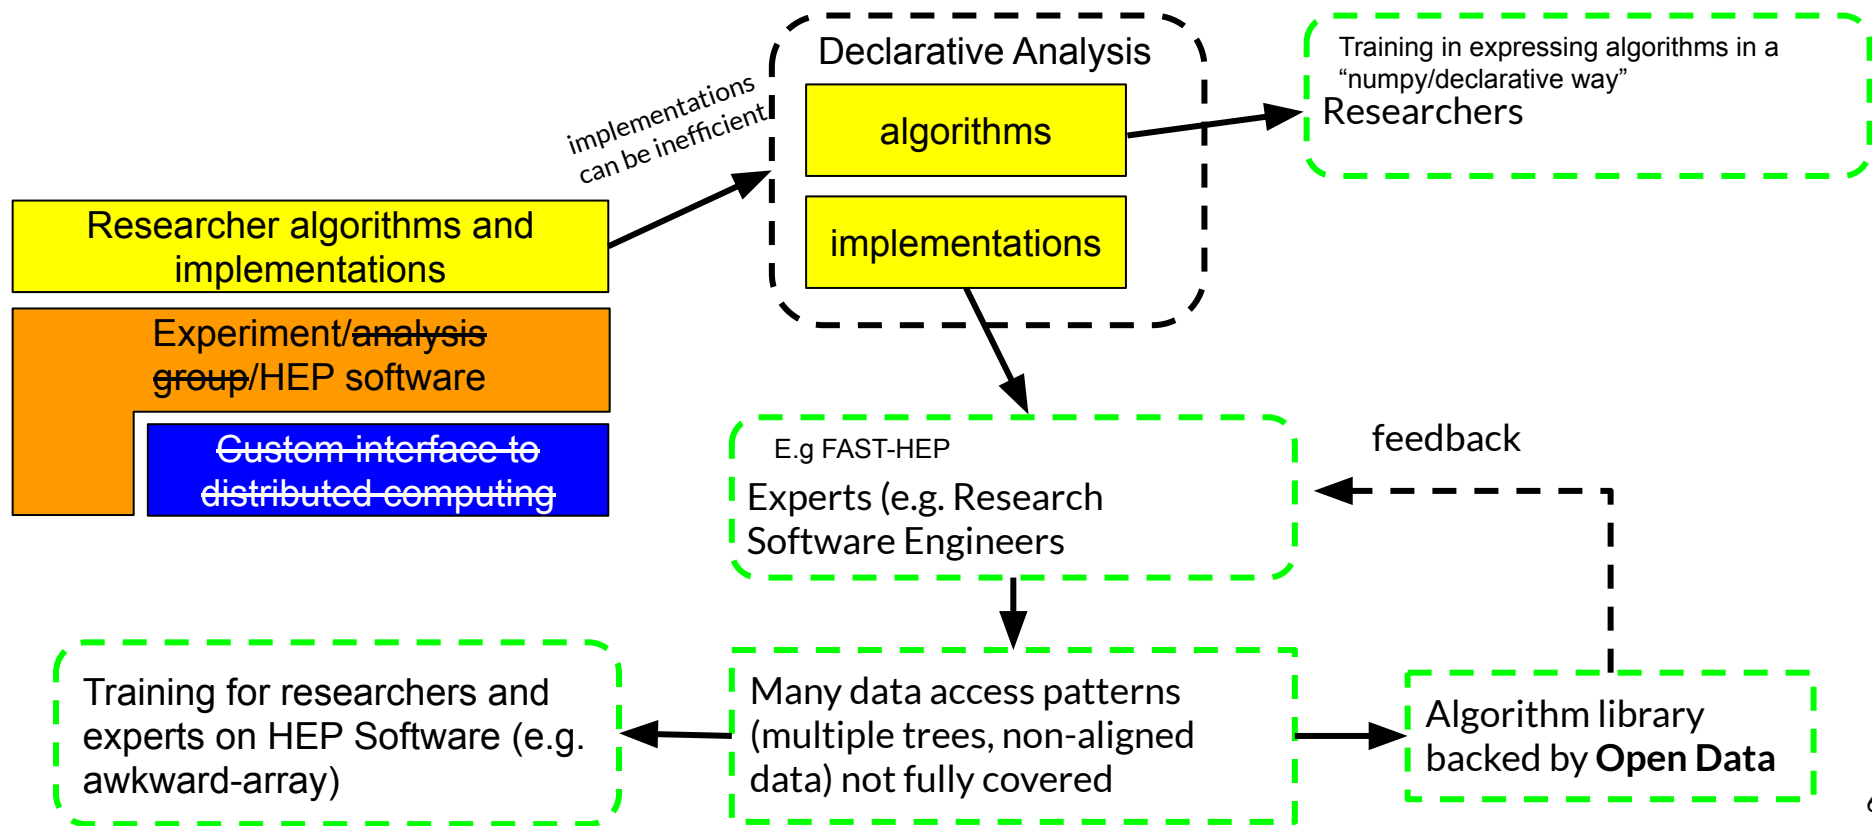 Declarative Analysis
algorithms
implementations
Training in expressing algorithms in a
“numpy/declarative way”
Researchers
implementations
can be inefficient
Researcher algorithms and
implementations
Experiment/analysis
group/HEP software
Custom interface to
distributed computing
E.g FAST-HEP
Experts (e.g. Research
Software Engineers
feedback
Training for researchers and
experts on HEP Software (e.g.
awkward-array)
Many data access patterns
(multiple trees, non-aligned
data) not fully covered
Algorithm library
backed by Open Data